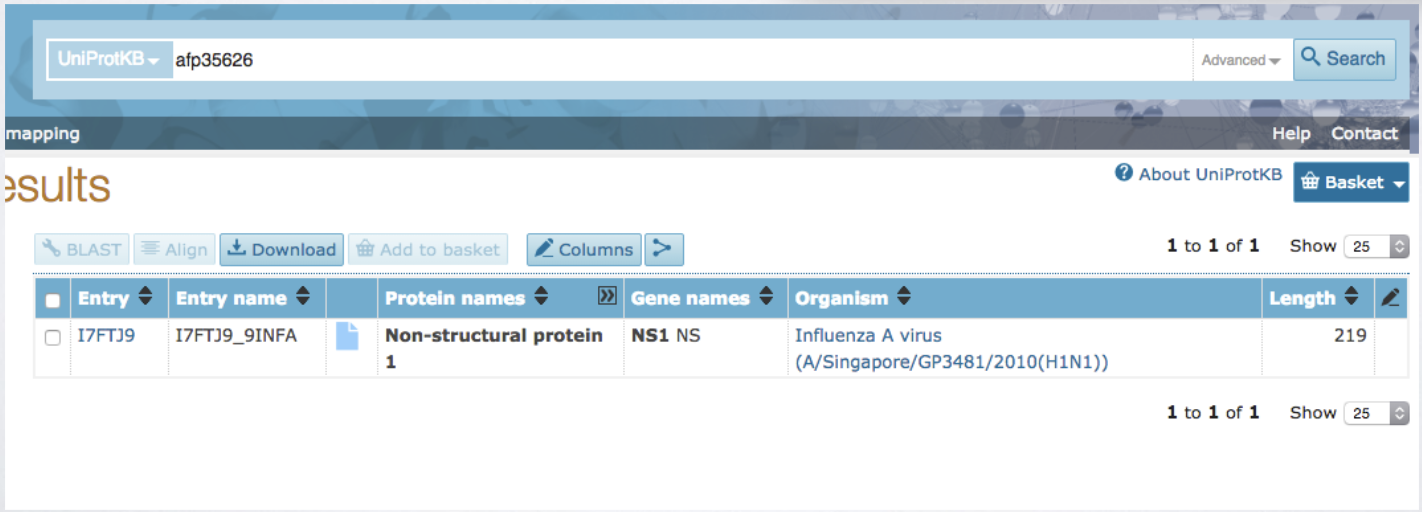 UniProtKB afp35626 Advanced Search
mapping Help Contact
esults About UniProtKB Basket
BLAST Align Download Add to basket Columns 1 to 1 of 1 Show 25
Entry Entry name Protein names Gene names Organism Length
I7FTJ9 I7FTJ9_9INFA Non-structural protein NS1 NS Influenza A virus 219
1 (A/Singapore/GP3481/2010(H1N1))
1 to 1 of 1 Show 25